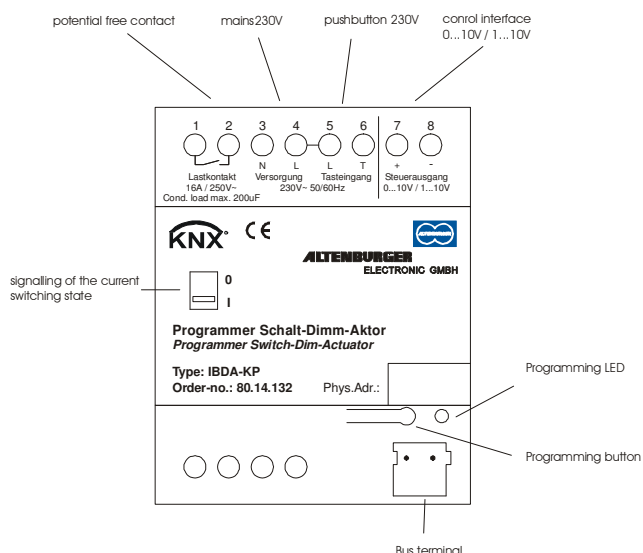 potential free contact
mains230V
pushbutton 230V
conrol interface
0...10V / 1...10V
1 2 3 4 5 6 7 8
N L L T + -
Lastkontakt Versorgung Tasteingang Steuerausgang
16A / 250V~ 230V~ 50/60Hz 0...10V / 1...10V
Cond. load max. 200uF
KNX® CE
ALTENBURGER
ALTENBURGER
ELECTRONIC GMBH
signalling of the current
switching state
0
I
Programmer Schalt-Dimm-Aktor
Programmer Switch-Dim-Actuator
Type: IBDA-KP
Order-no.: 80.14.132 Phys.Adr.:
Programming LED
Programming button
Bus terminal